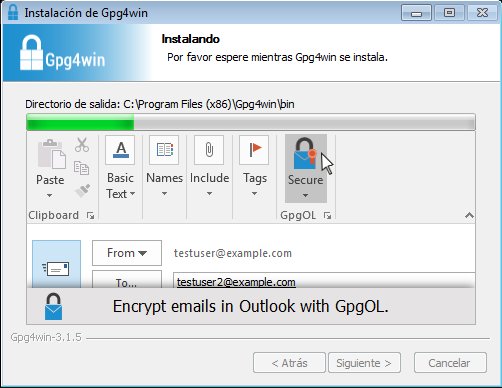 Instalación de Gpg4win
Gpg4win
Instalando
Por favor espere mientras Gpg4win se instala.
Directorio de salida: C:\Program Files (x86)\Gpg4win\bin
Paste
Clipboard
Basic
Text
Names
Include
Tags
Secure
GpgOL
From
testuser@example.com
To...
testuser2@example.com
Encrypt emails in Outlook with GpgOL.
Gpg4win-3.1.5
< Atrás
Siguiente >
Cancelar